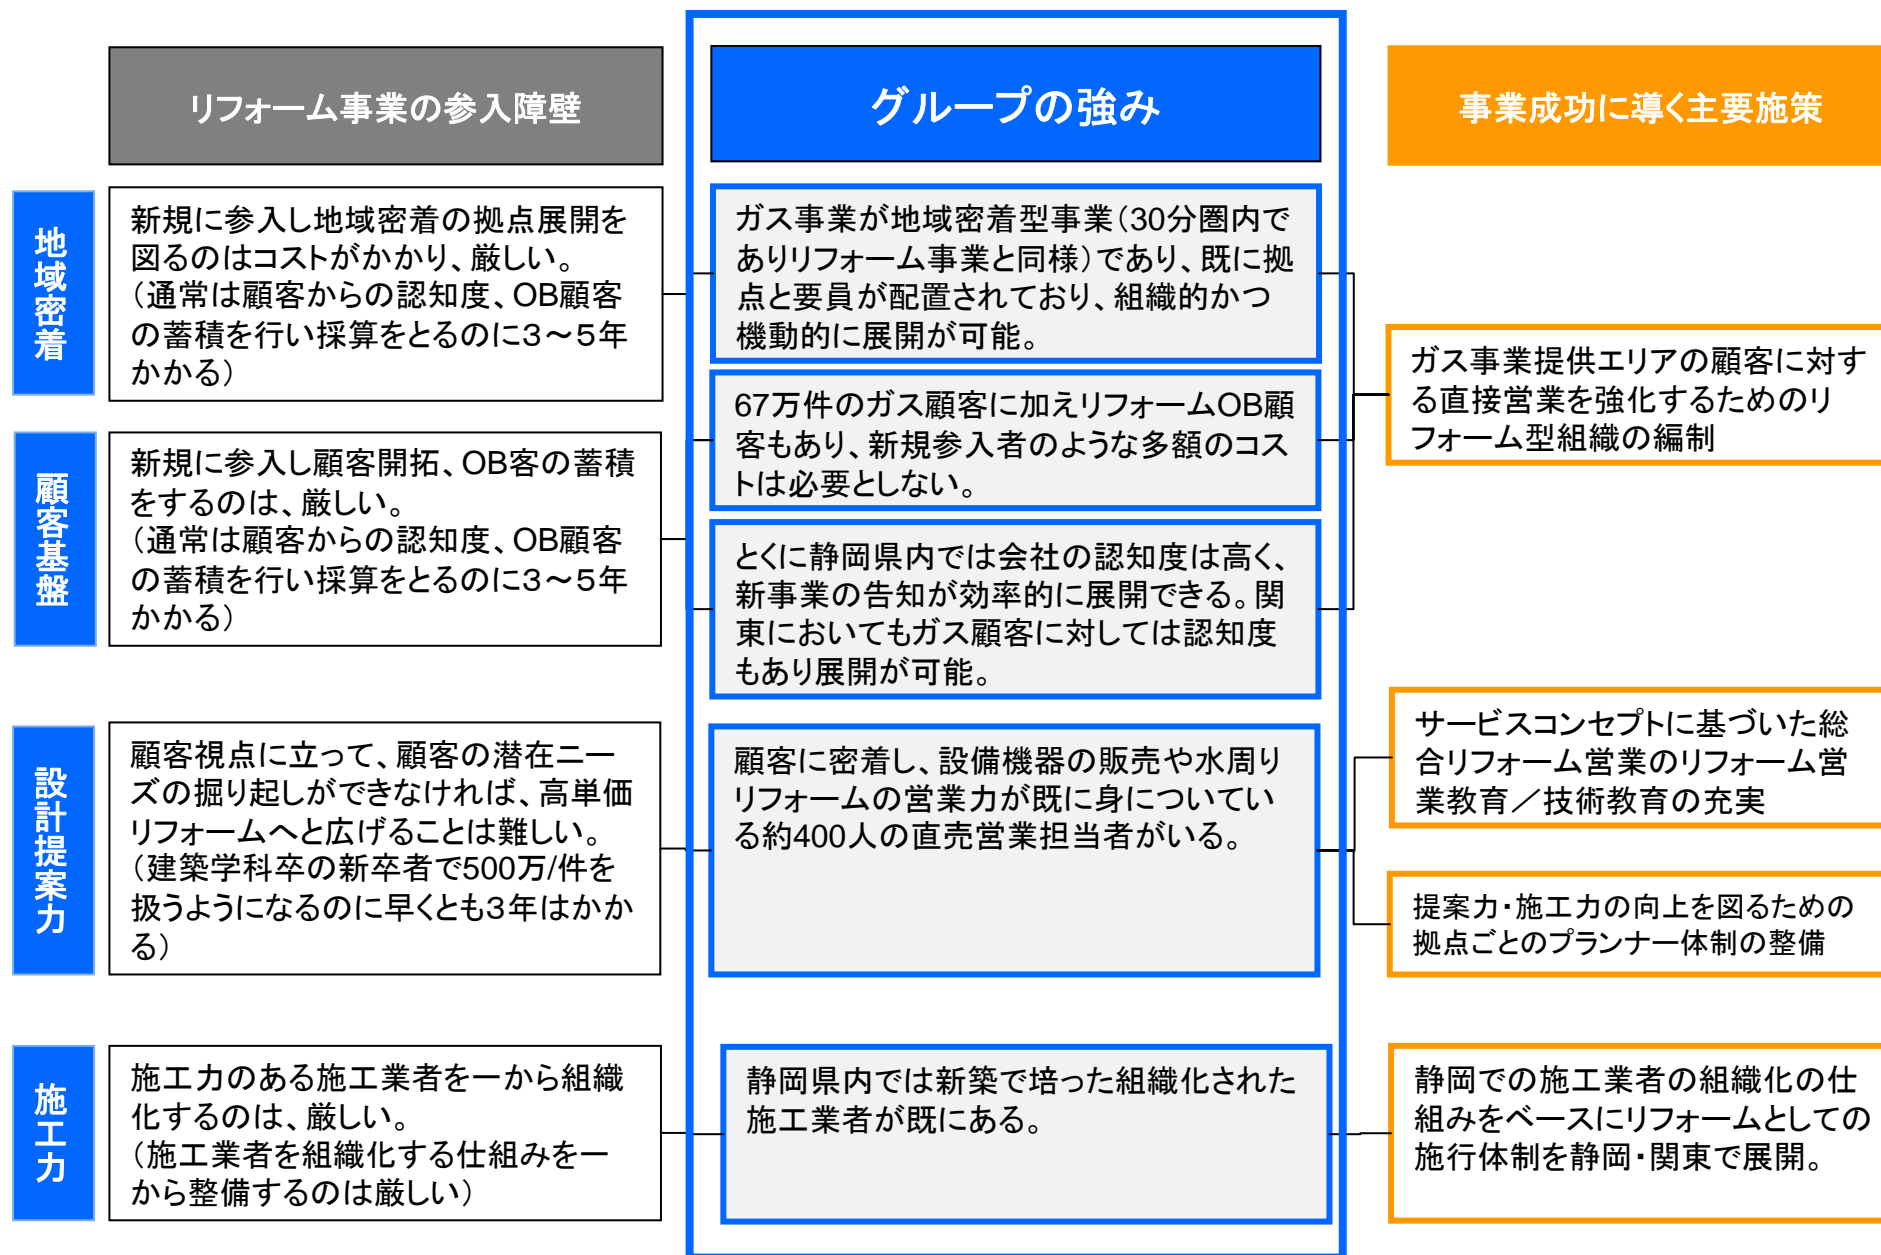 リフォーム事業の参入障壁
グループの強み
事業成功に導く主要施策
地域密着
新規に参入し地域密着の拠点展開を
図るのはコストがかかり、厳しい。
（通常は顧客からの認知度、OB顧客
の蓄積を行い採算をとるのに３～５年
かかる）
ガス事業が地域密着型事業（30分圏内で
ありリフォーム事業と同様）であり、既に拠
点と要員が配置されており、組織的かつ
機動的に展開が可能。
67万件のガス顧客に加えリフォームOB顧
客もあり、新規参入者のような多額のコス
トは必要としない。
ガス事業提供エリアの顧客に対す
る直接営業を強化するためのリ
フォーム型組織の編制
顧客基盤
新規に参入し顧客開拓、OB客の蓄積
をするのは、厳しい。
（通常は顧客からの認知度、OB顧客
の蓄積を行い採算をとるのに３～５年
かかる）
とくに静岡県内では会社の認知度は高く、
新事業の告知が効率的に展開できる。関
東においてもガス顧客に対しては認知度
もあり展開が可能。
設計提案力
顧客視点に立って、顧客の潜在ニー
ズの掘り起しができなければ、高単価
リフォームへと広げることは難しい。
（建築学科卒の新卒者で500万/件を
扱うようになるのに早くとも３年はかか
る）
顧客に密着し、設備機器の販売や水周り
リフォームの営業力が既に身についてい
る約400人の直売営業担当者がいる。
サービスコンセプトに基づいた総
合リフォーム営業のリフォーム営
業教育／技術教育の充実
提案力・施工力の向上を図るための
拠点ごとのプランナー体制の整備
施工力
施工力のある施工業者を一から組織
化するのは、厳しい。
（施工業者を組織化する仕組みを一
から整備するのは厳しい）
静岡県内では新築で培った組織化された
施工業者が既にある。
静岡での施工業者の組織化の仕
組みをベースにリフォームとしての
施行体制を静岡・関東で展開。